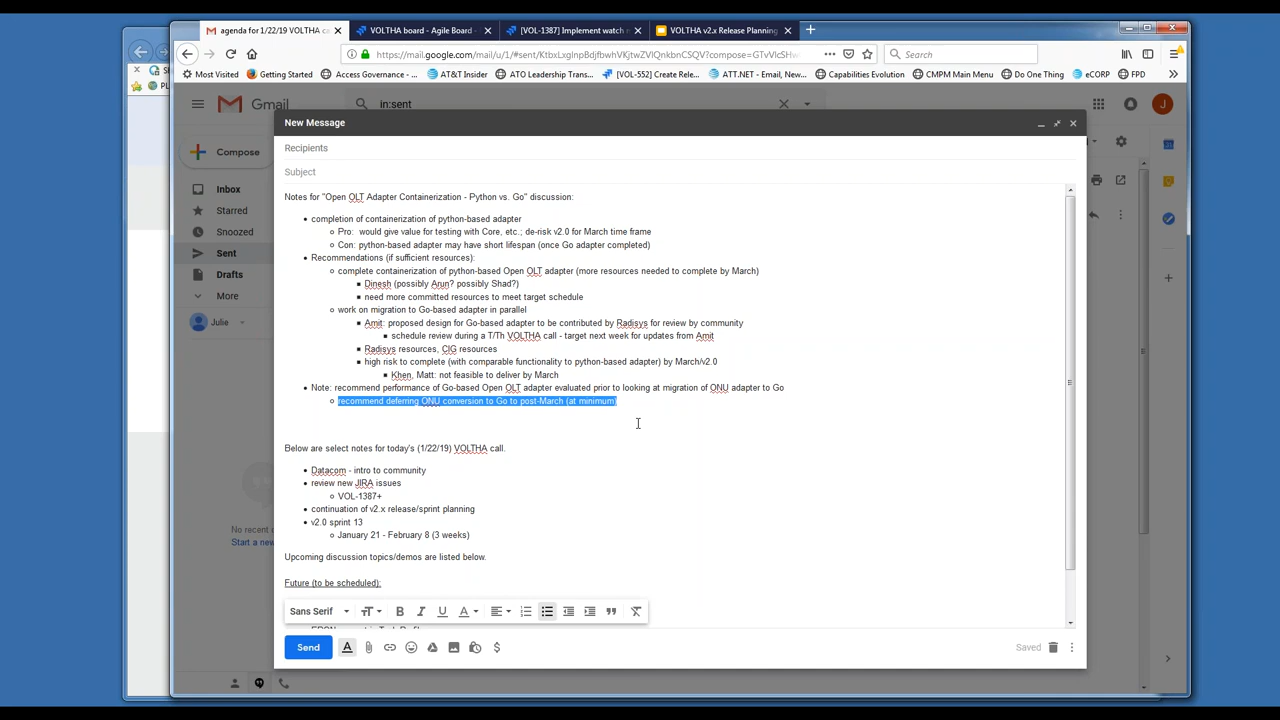 agenda for 1/22/19 VOLTHA ca
VOLTHA board - Agile Board -
[VOL-1387] Implement watch m
VOLTHA v2.x Release Planning
https://mail.google.com/mail/u/1/#sent/
Search
Most Visited
Getting Started
Access Governance -...
AT&T Insider
ATO Leadership Trans...
[VOL-552] Create Rele...
ATT.NET - Email, New...
Capabilities Evolution
CMPM Main Menu
Do One Thing
eCORP
FPD
Gmail
in:sent
Compose
Inbox
Starred
Snoozed
Sent
Drafts
More
Julie
No recent
Start a new
New Message
Recipients
Subject
Notes for "Open OLT Adapter Containerization - Python vs. Go" discussion:
completion of containerization of python-based adapter
Pro: would give value for testing with Core, etc.; de-risk v2.0 for March time frame
Con: python-based adapter may have short lifespan (once Go adapter completed)
Recommendations (if sufficient resources):
complete containerization of python-based Open OLT adapter (more resources needed to complete by March)
Dinesh (possibly Arun? possibly Shad?)
need more committed resources to meet target schedule
work on migration to Go-based adapter in parallel
Amit: proposed design for Go-based adapter to be contributed by Radisys for review by community
schedule review during a T/Th VOLTHA call - target next week for updates from Amit
Radisys resources, CIG resources
high risk to complete (with comparable functionality to python-based adapter) by March/v2.0
Khen, Matt: not feasible to deliver by March
Note: recommend performance of Go-based Open OLT adapter evaluated prior to looking at migration of ONU adapter to Go
recommend deferring ONU conversion to Go to post-March (at minimum)
Below are select notes for today's (1/22/19) VOLTHA call.
Datacom - intro to community
review new JIRA issues
VOL-1387+
continuation of v2.x release/sprint planning
v2.0 sprint 13
January 21 - February 8 (3 weeks)
Upcoming discussion topics/demos are listed below.
Future (to be scheduled):
Sans Serif
Send
Saved